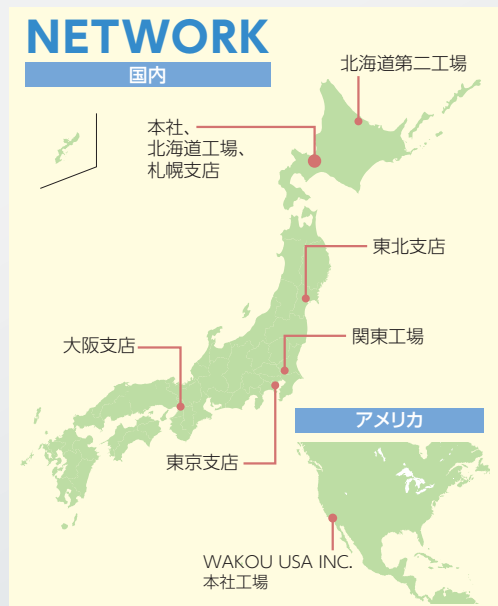 NETWORK
国内
北海道第二工場
本社、
北海道工場、
札幌支店
東北支店
関東工場
大阪支店
東京支店
アメリカ
WAKOU USA INC.
本社工場